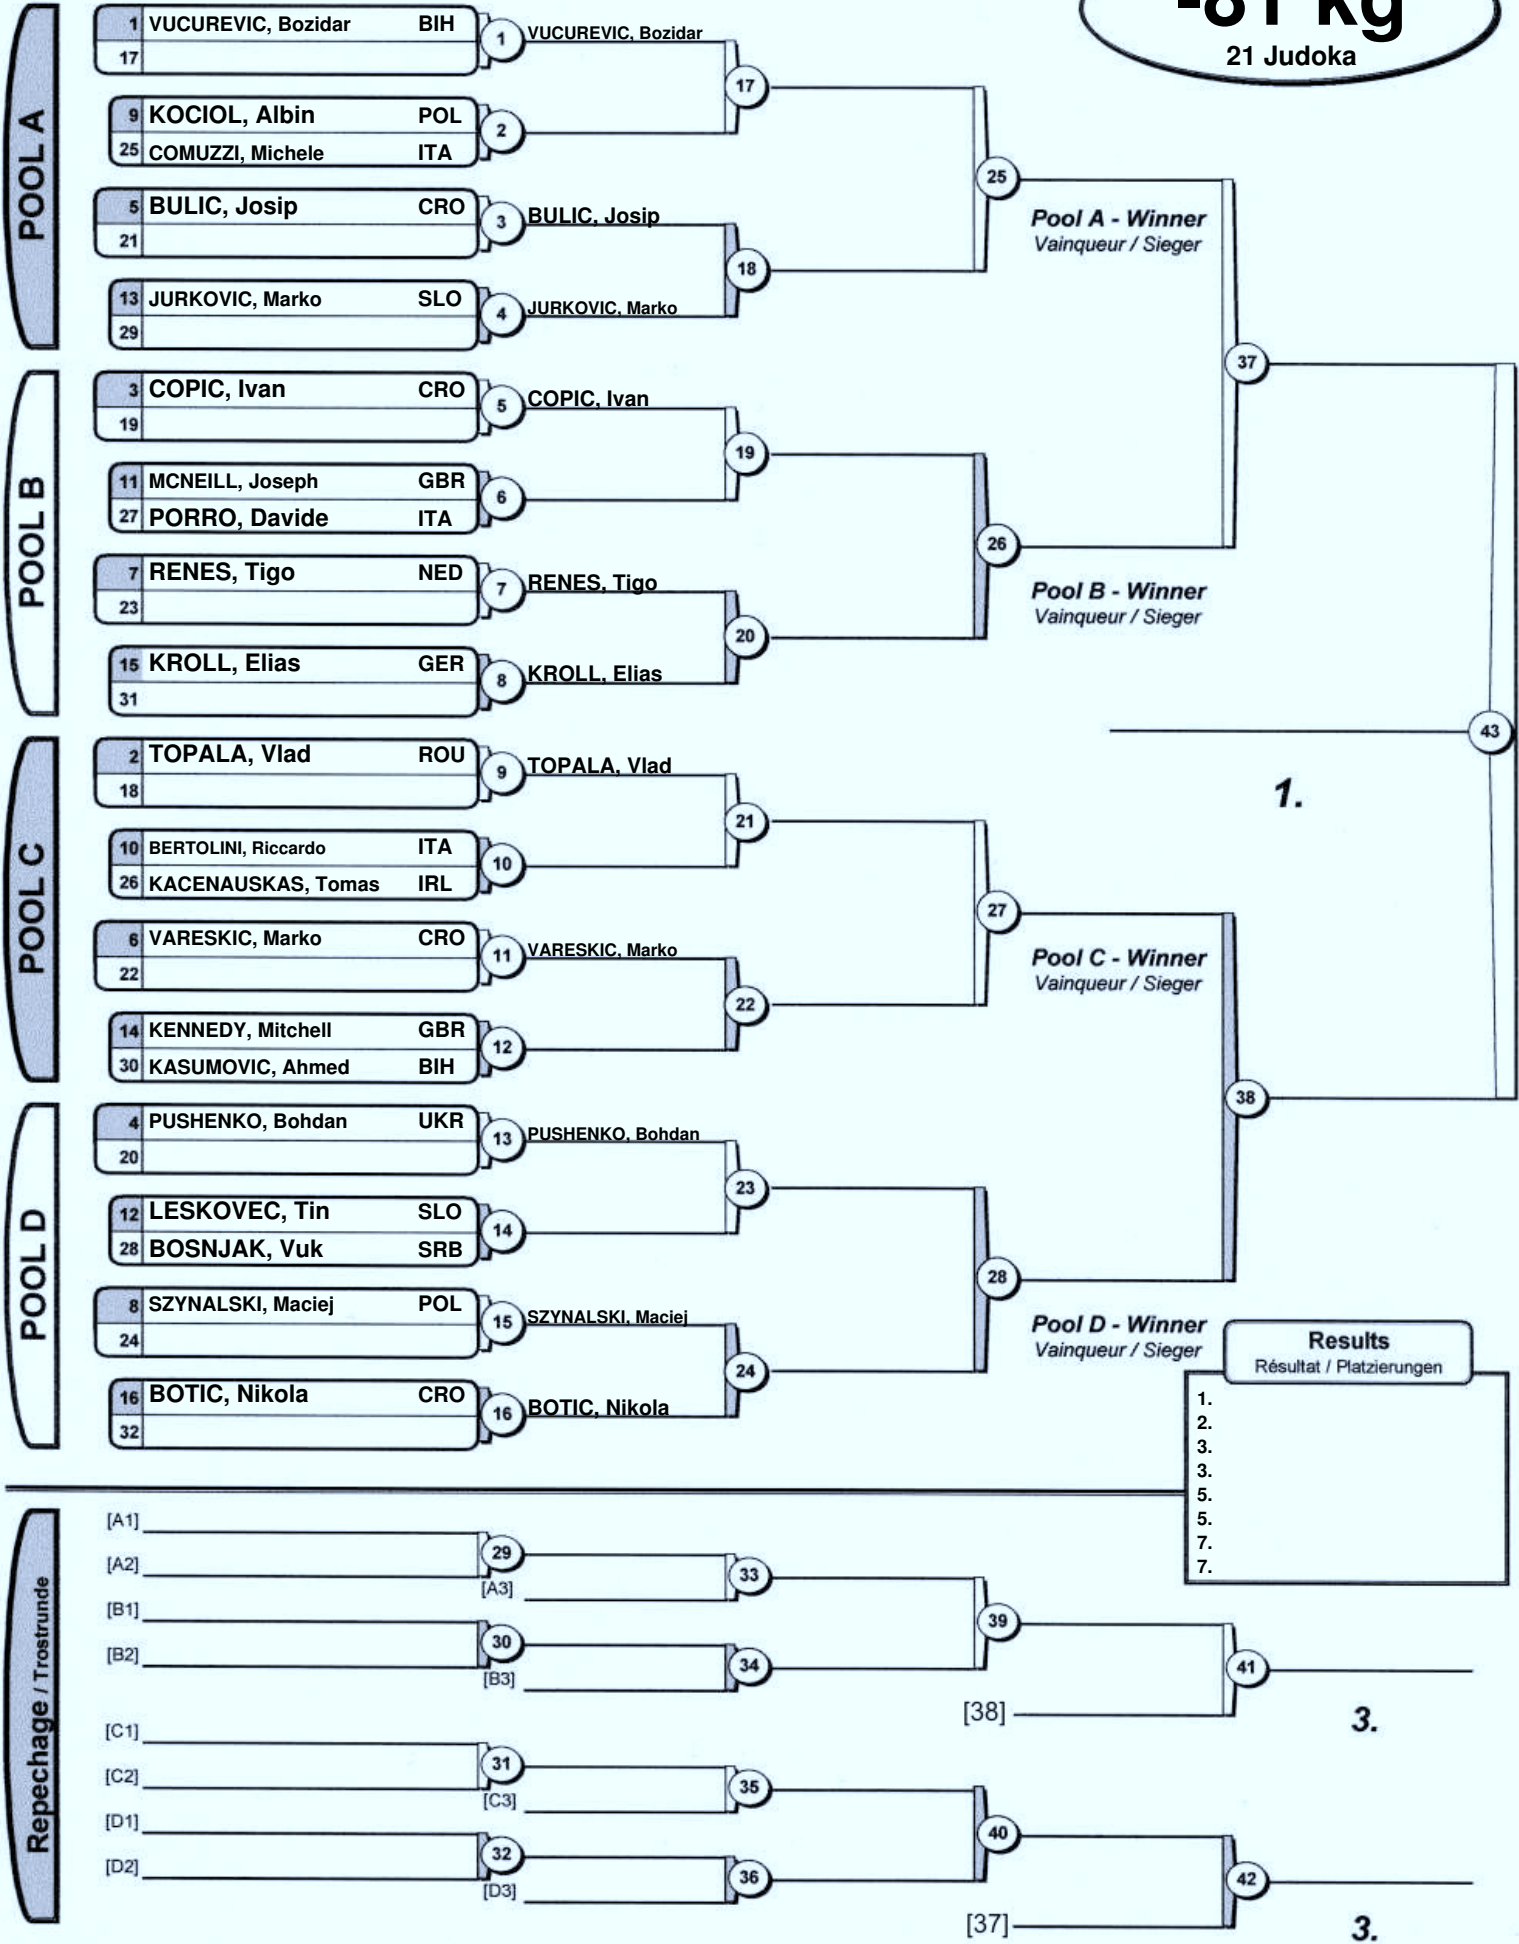 -81 kg
21 Judoka
POOL A
1 VUCUREVIC, Bozidar BIH
17
1 VUCUREVIC, Bozidar
17
9 KOCIOL, Albin POL
25 COMUZZI, Michele ITA
2
5 BULIC, Josip CRO
21
3 BULIC, Josip
18
13 JURKOVIC, Marko SLO
29
4 JURKOVIC, Marko
25
Pool A - Winner
Vainqueur / Sieger
POOL B
3 COPIC, Ivan CRO
19
5 COPIC, Ivan
19
11 MCNEILL, Joseph GBR
27 PORRO, Davide ITA
6
7 RENES, Tigo NED
23
7 RENES, Tigo
20
15 KROLL, Elias GER
31
8 KROLL, Elias
26
Pool B - Winner
Vainqueur / Sieger
37
43
1.
POOL C
2 TOPALA, Vlad ROU
18
9 TOPALA, Vlad
21
10 BERTOLINI, Riccardo ITA
26 KACENAUSKAS, Tomas IRL
10
6 VARESKIC, Marko CRO
22
11 VARESKIC, Marko
22
14 KENNEDY, Mitchell GBR
30 KASUMOVIC, Ahmed BIH
12
27
Pool C - Winner
Vainqueur / Sieger
38
POOL D
4 PUSHENKO, Bohdan UKR
20
13 PUSHENKO, Bohdan
23
12 LESKOVEC, Tin SLO
28 BOSNJAK, Vuk SRB
14
8 SZYNALSKI, Maciej POL
24
15 SZYNALSKI, Maciej
24
16 BOTIC, Nikola CRO
32
16 BOTIC, Nikola
28
Pool D - Winner
Vainqueur / Sieger
Results
Résultat / Platzierungen
1.
2.
3.
3.
5.
5.
7.
7.
Repechage / Trostrunde
[A1]
[A2]
29
[A3]
33
[B1]
[B2]
30
[B3]
34
39
[38]
41
3.
[C1]
[C2]
31
[C3]
35
[D1]
[D2]
32
[D3]
36
40
[37]
42
3.